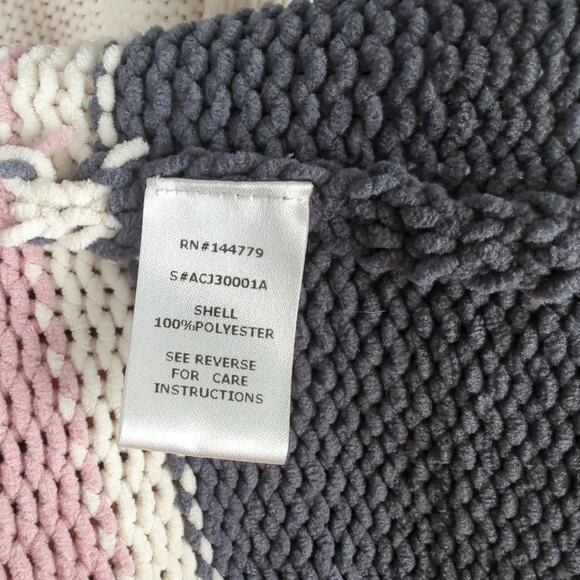 RN#144779
S#ACJ30001A
SHELL
100%POLYESTER
SEE REVERSE
FOR CARE
INSTRUCTIONS